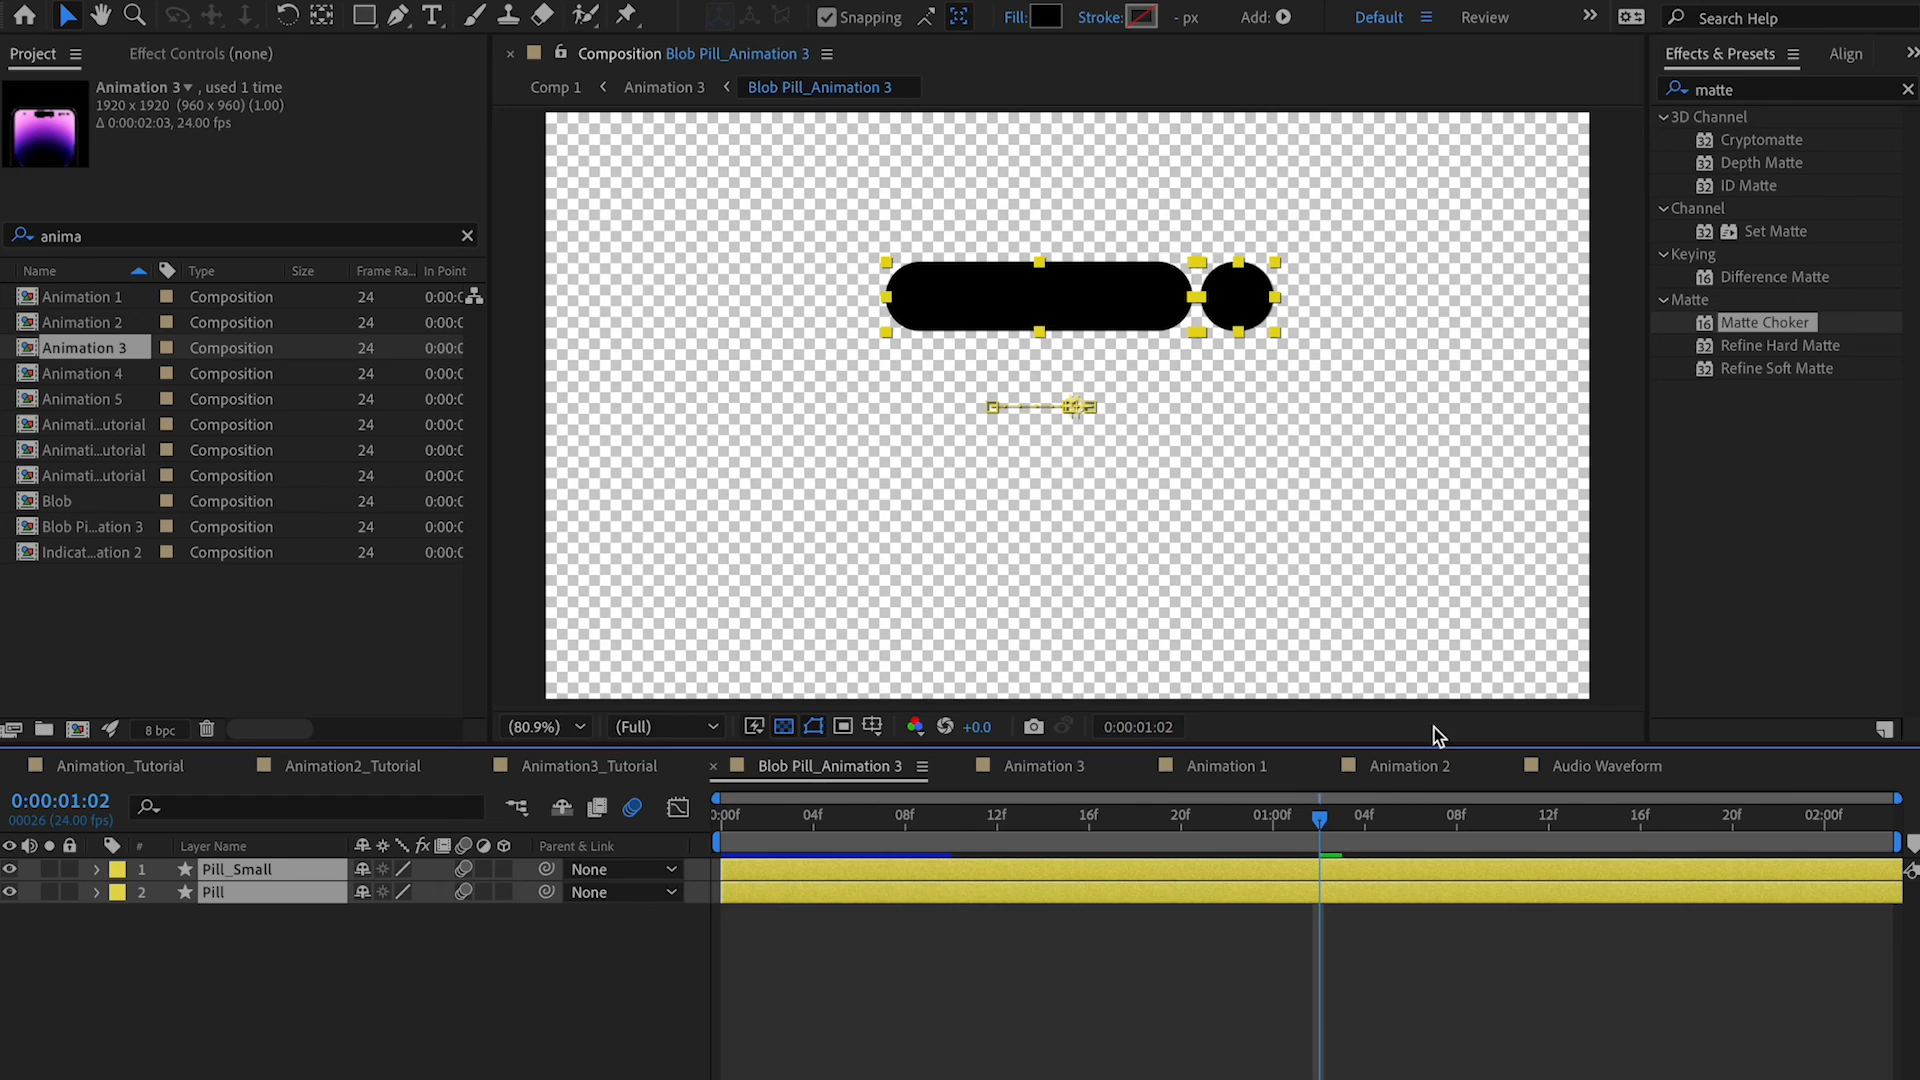 Snapping
Fill:
Stroke:
- px
Add:
Default
Review
Search Help
Project
Effect Controls (none)
Animation 3 , used 1 time
1920 x 1920 (960 x 960) (1.00)
Δ 0:00:02:03, 24.00 fps)
anima
Name Type Size Frame Ra... In Point
Animation 1 Composition 24 0:00:0
Animation 2 Composition 24 0:00:0
Animation 3 Composition 24 0:00:0
Animation 4 Composition 24 0:00:0
Animation 5 Composition 24 0:00:0
Animati...utorial Composition 24 0:00:0
Animati...utorial Composition 24 0:00:0
Animati...utorial Composition 24 0:00:0
Blob Composition 24 0:00:0
Blob Pi...ation 3 Composition 24 0:00:0
Indicat...ation 2 Composition 24 0:00:0
8 bpc
Composition Blob Pill_Animation 3
Comp 1 Animation 3 Blob Pill_Animation 3
(80.9%) (Full) +0.0 0:00:01:02
Effects & Presets Align
matte
3D Channel
32 Cryptomatte
32 Depth Matte
32 ID Matte
Channel
32 Set Matte
Keying
16 Difference Matte
Matte
16 Matte Choker
32 Refine Hard Matte
32 Refine Soft Matte
Animation_Tutorial Animation2_Tutorial Animation3_Tutorial Blob Pill_Animation 3 Animation 3 Animation 1 Animation 2 Audio Waveform
0:00:01:02
00026 (24.00 fps)
):00f 04f 08f 12f 16f 20f 01:00f 04f 08f 12f 16f 20f 02:00f
# Layer Name fx Parent & Link
1 Pill_Small None
2 Pill None